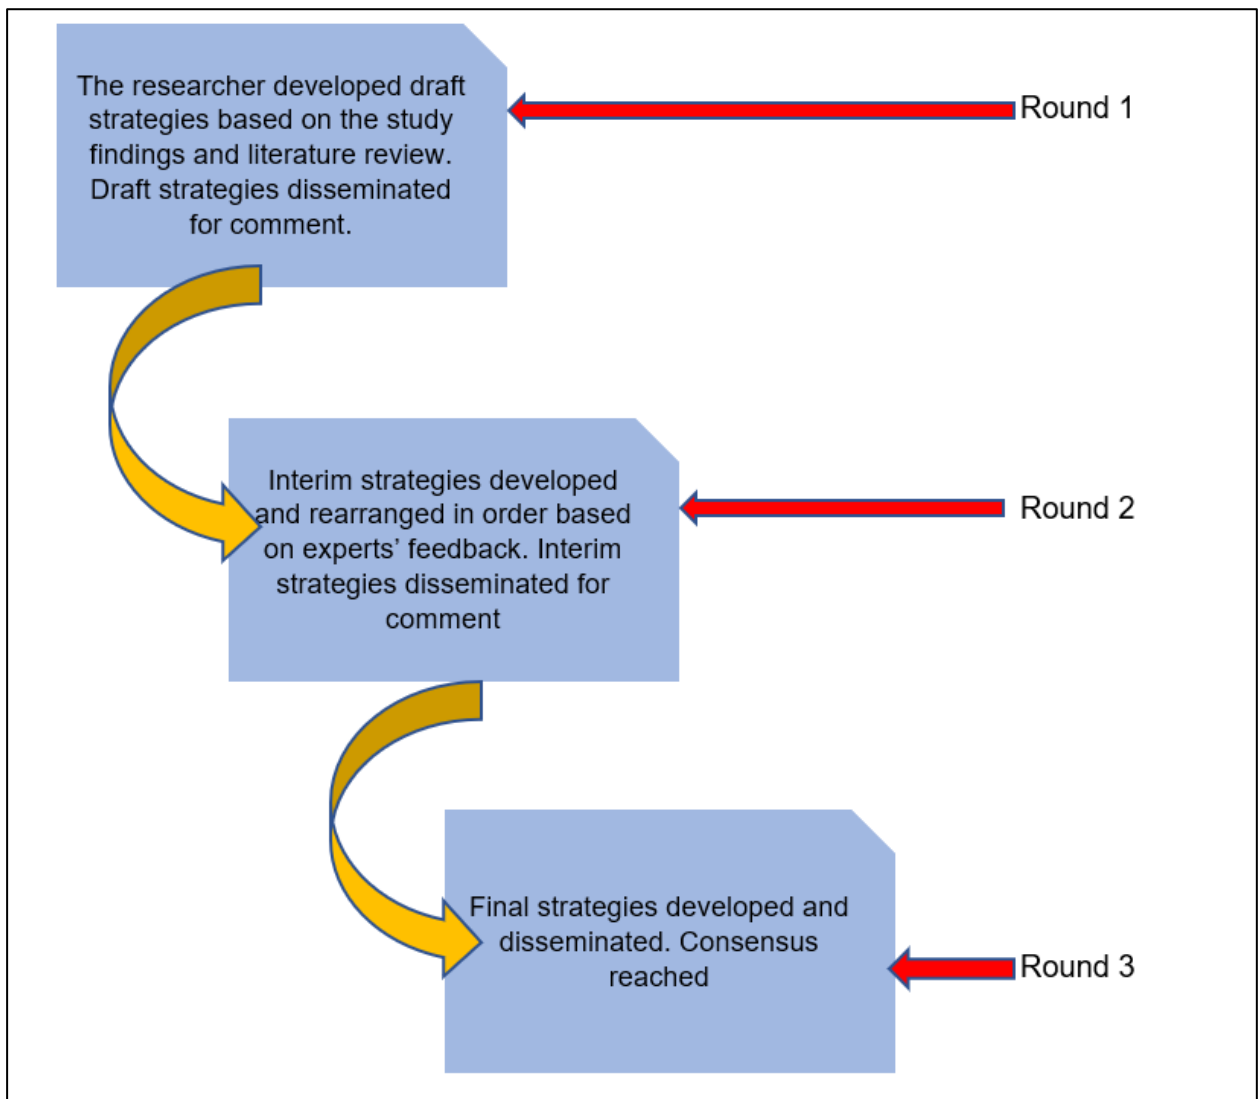 The researcher developed draft
strategies based on the study
findings and literature review.
Draft strategies disseminated
for comment.
Round 1
Interim strategies developed
and rearranged in order based
on experts’ feedback. Interim
strategies disseminated for
comment
Round 2
Final strategies developed and
disseminated. Consensus
reached
Round 3